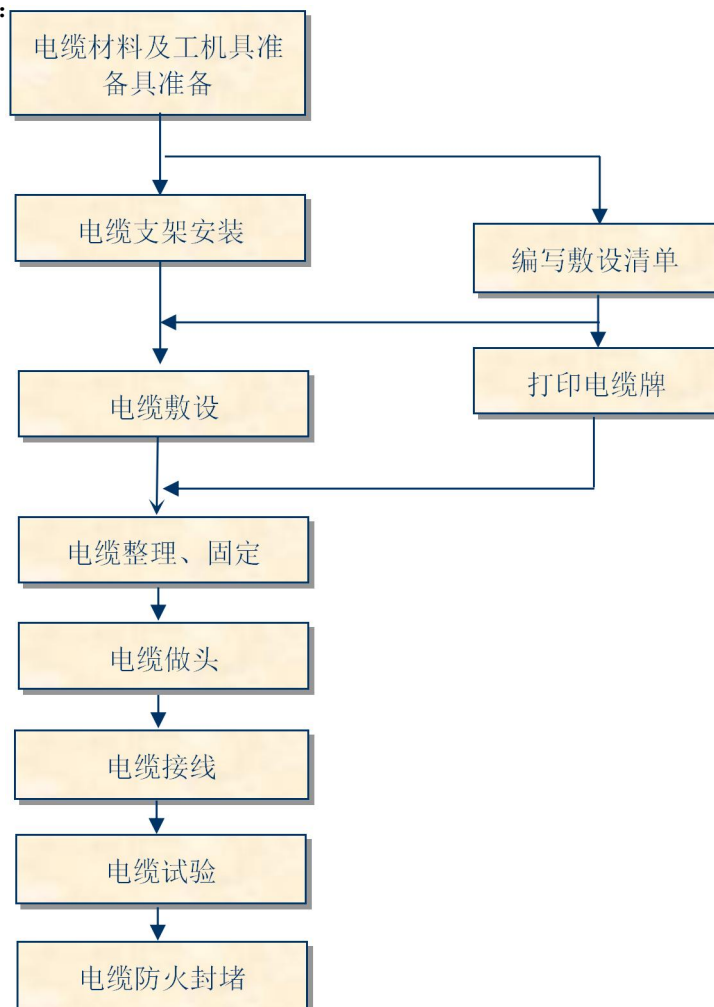 :
电缆材料及工机具准
备具准备
电缆支架安装
编写敷设清单
打印电缆牌
电缆敷设
电缆整理、固定
电缆做头
电缆接线
电缆试验
电缆防火封堵